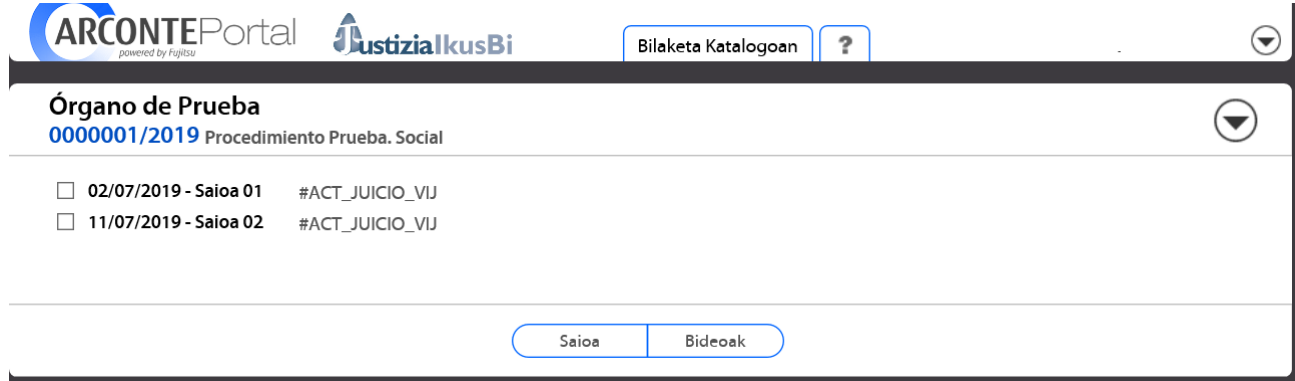 ARCONTEPortal
powered by Fujitsu
JustiziaIkusBi
Bilaketa Katalogoan
?
Órgano de Prueba
0000001/2019 Procedimiento Prueba. Social
02/07/2019 - Saioa 01 #ACT_JUICIO_VIJ
11/07/2019 - Saioa 02 #ACT_JUICIO_VIJ
Saioa Bideoak